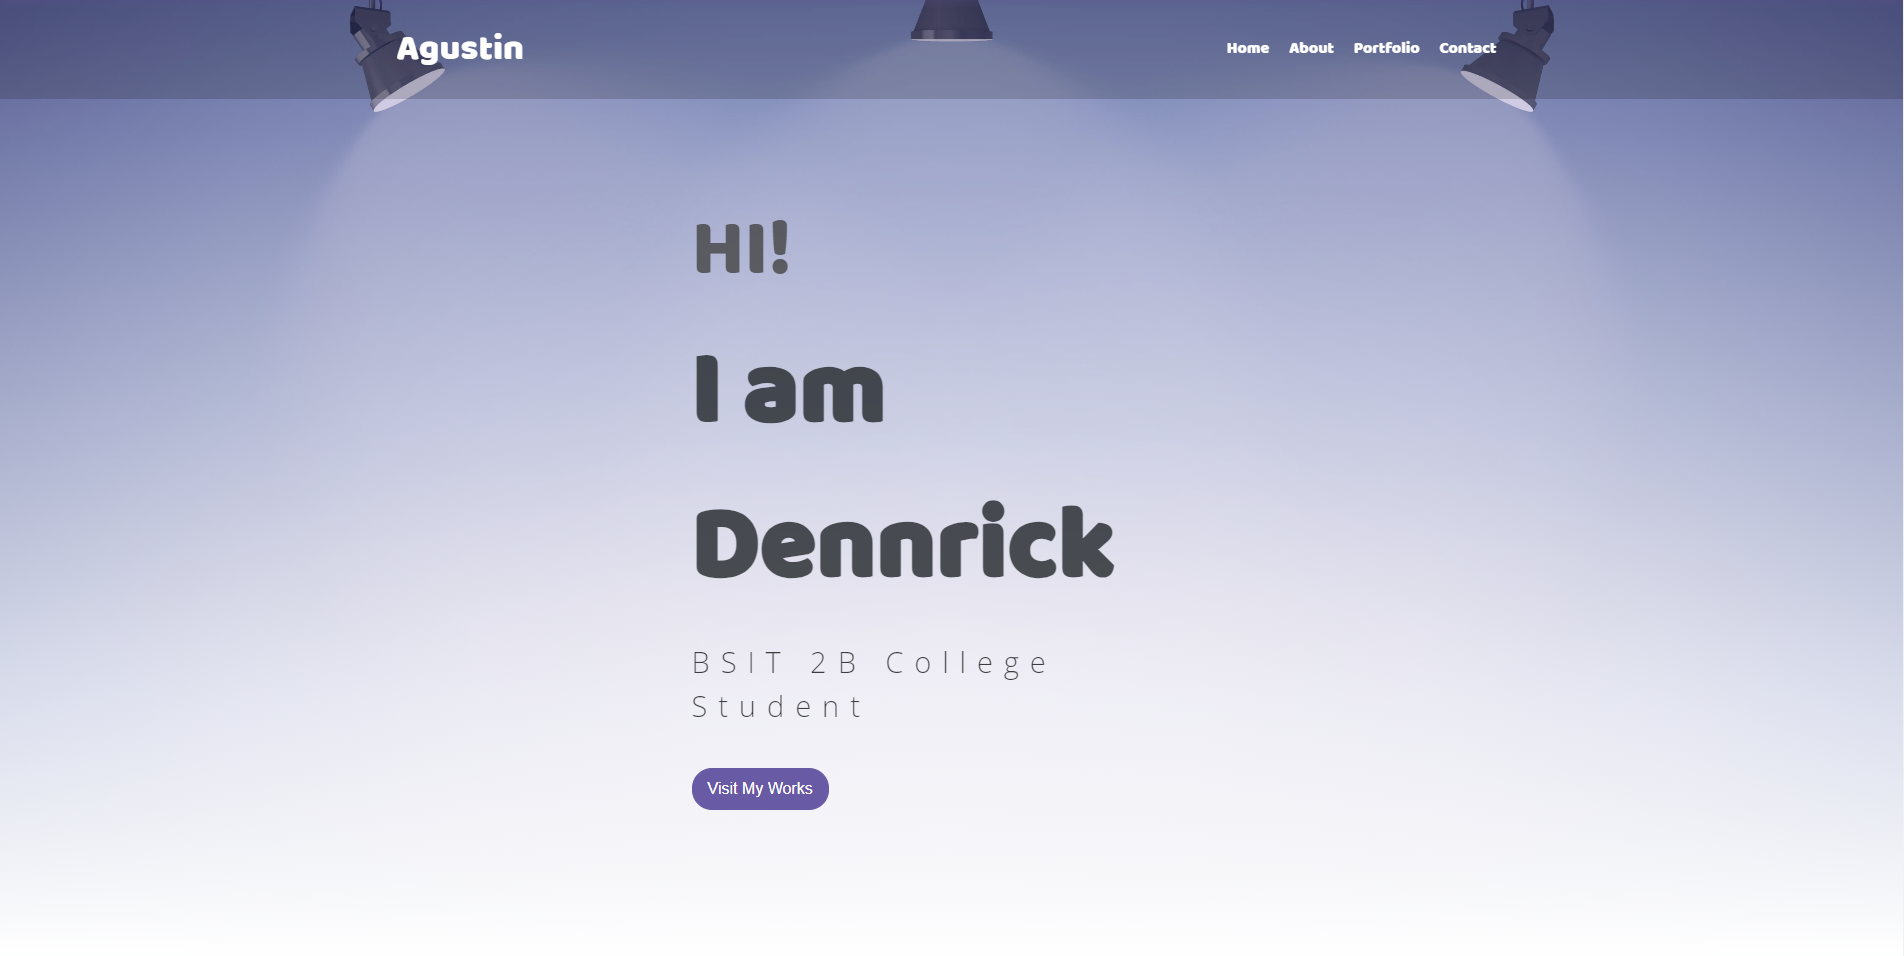 Agustin
Home About Portfolio Contact
HI!
I am
Dennrick
BSIT 2B College
Student
Visit My Works